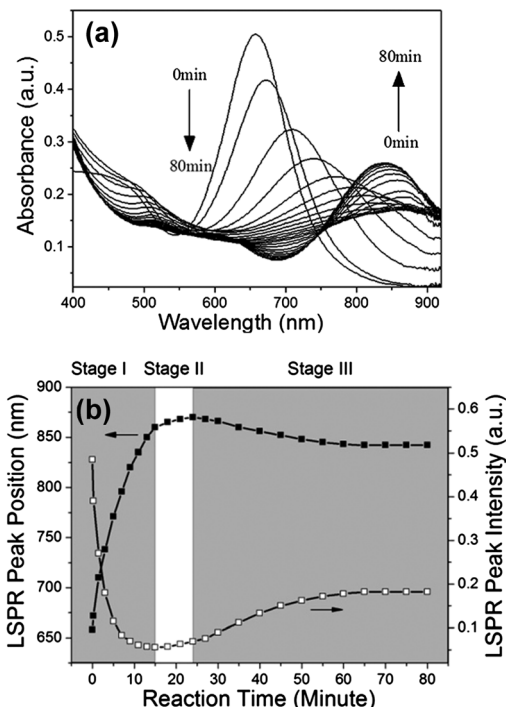 (a)
0.5
0.4
0.3
0.2
0.1
Absorbance (a.u.)
0min
80min
80min
0min
400 500 600 700 800 900
Wavelength (nm)
Stage I Stage II Stage III
(b)
900
850
800
750
700
650
LSPR Peak Position (nm)
0.6
0.5
0.4
0.3
0.2
0.1
0.0
LSPR Peak Intensity (a.u.)
0 10 20 30 40 50 60 70 80
Reaction Time (Minute)